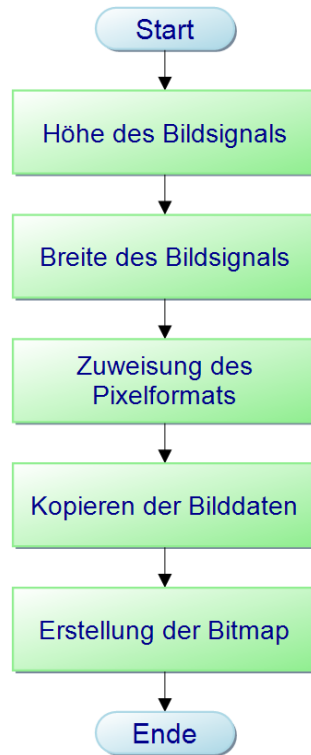 Start
Höhe des Bildsignals
Breite des Bildsignals
Zuweisung des
Pixelformats
Kopieren der Bilddaten
Erstellung der Bitmap
Ende